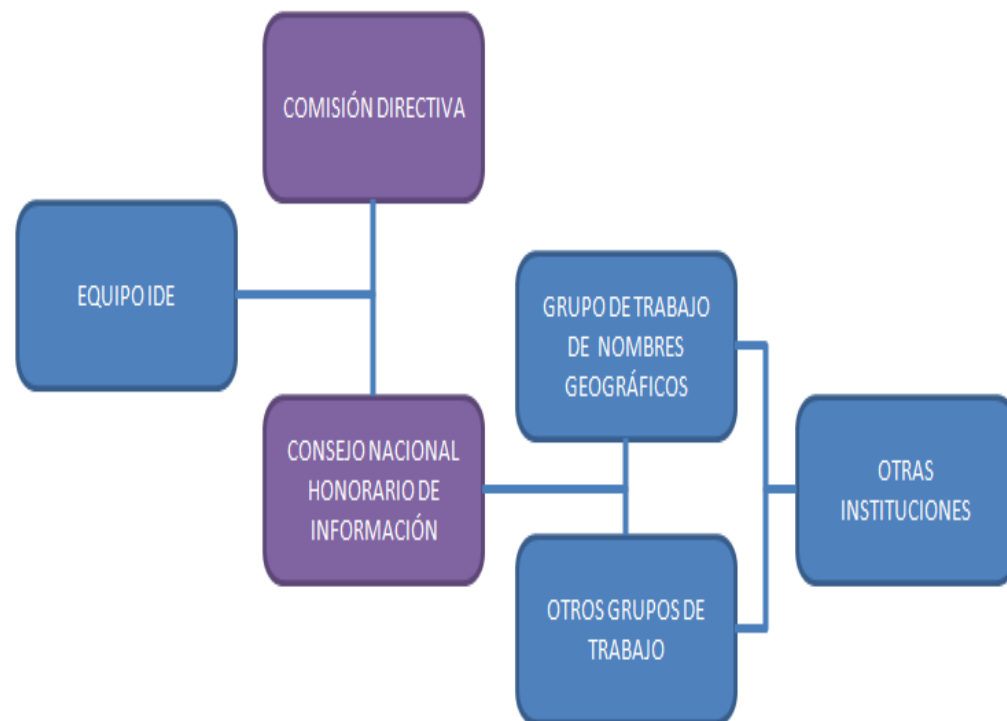 COMISIÓN DIRECTIVA
EQUIPO IDE
GRUPO DE TRABAJO
DE NOMBRES
GEOGRÁFICOS
CONSEJO NACIONAL
HONORARIO DE
INFORMACIÓN
OTRAS
INSTITUCIONES
OTROS GRUPOS DE
TRABAJO